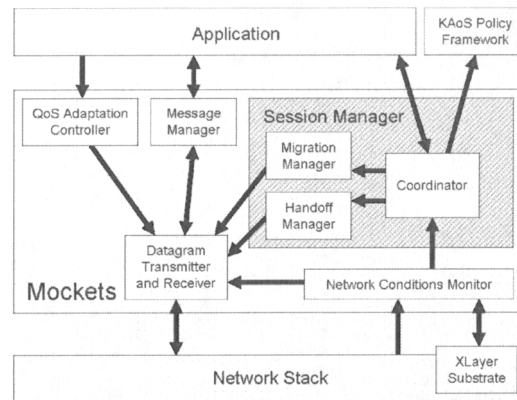 Application
KAoS Policy
Framework
QoS Adaptation
Controller
Message
Manager
Session Manager
Migration
Manager
Coordinator
Handoff
Manager
Datagram
Transmitter
and Receiver
Mockets
Network Conditions Monitor
Network Stack
XLayer
Substrate